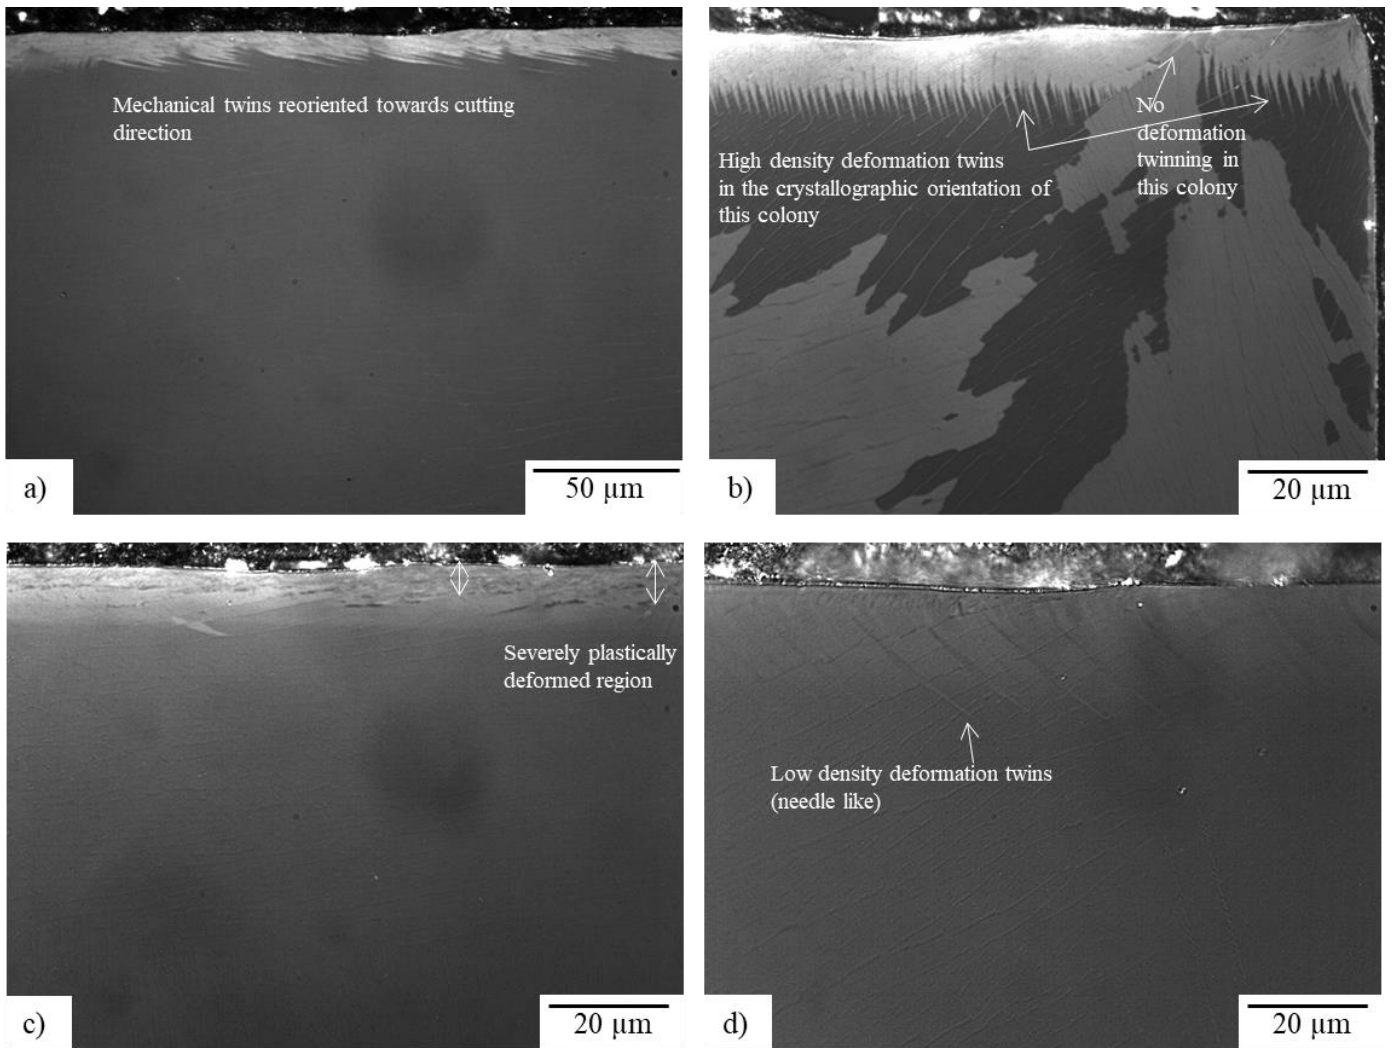 Mechanical twins reoriented towards cutting
direction
a)
50 µm
High density deformation twins
in the crystallographic orientation of
this colony
No
deformation
twinning in
this colony
b)
20 µm
Severely plastically
deformed region
c)
20 µm
Low density deformation twins
(needle like)
d)
20 µm